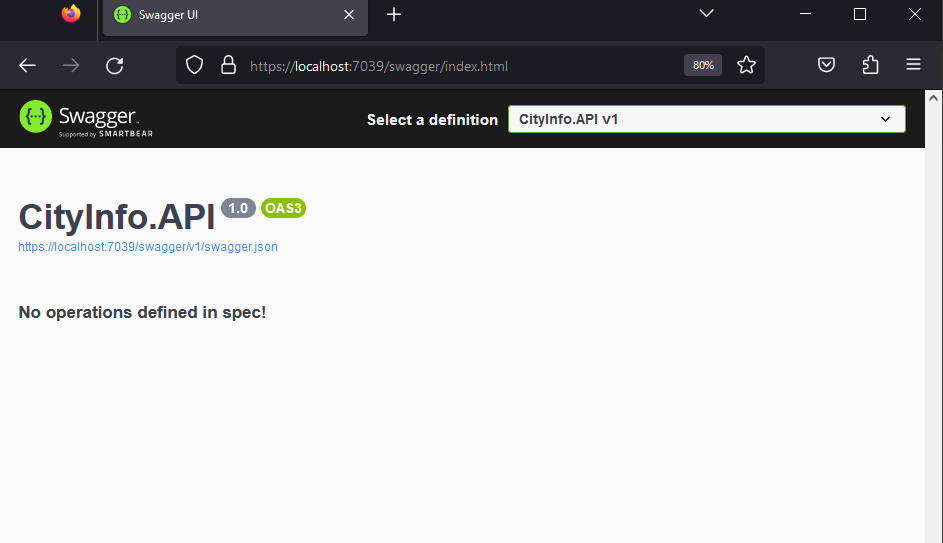 Swagger UI
https://localhost:7039/swagger/index.html
80%
Swagger
Supported by SMARTBEAR
Select a definition
CityInfo.API v1
CityInfo.API 1.0 OAS3
https://localhost:7039/swagger/v1/swagger.json
No operations defined in spec!